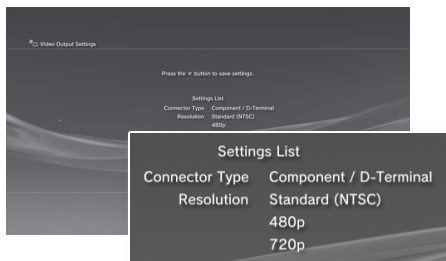 Video Output Settings
Press the × button to save settings.
Settings List
Connector Type Component / D-Terminal
Resolution Standard (NTSC)
480p
Settings List
Connector Type Component / D-Terminal
Resolution Standard (NTSC)
480p
720p